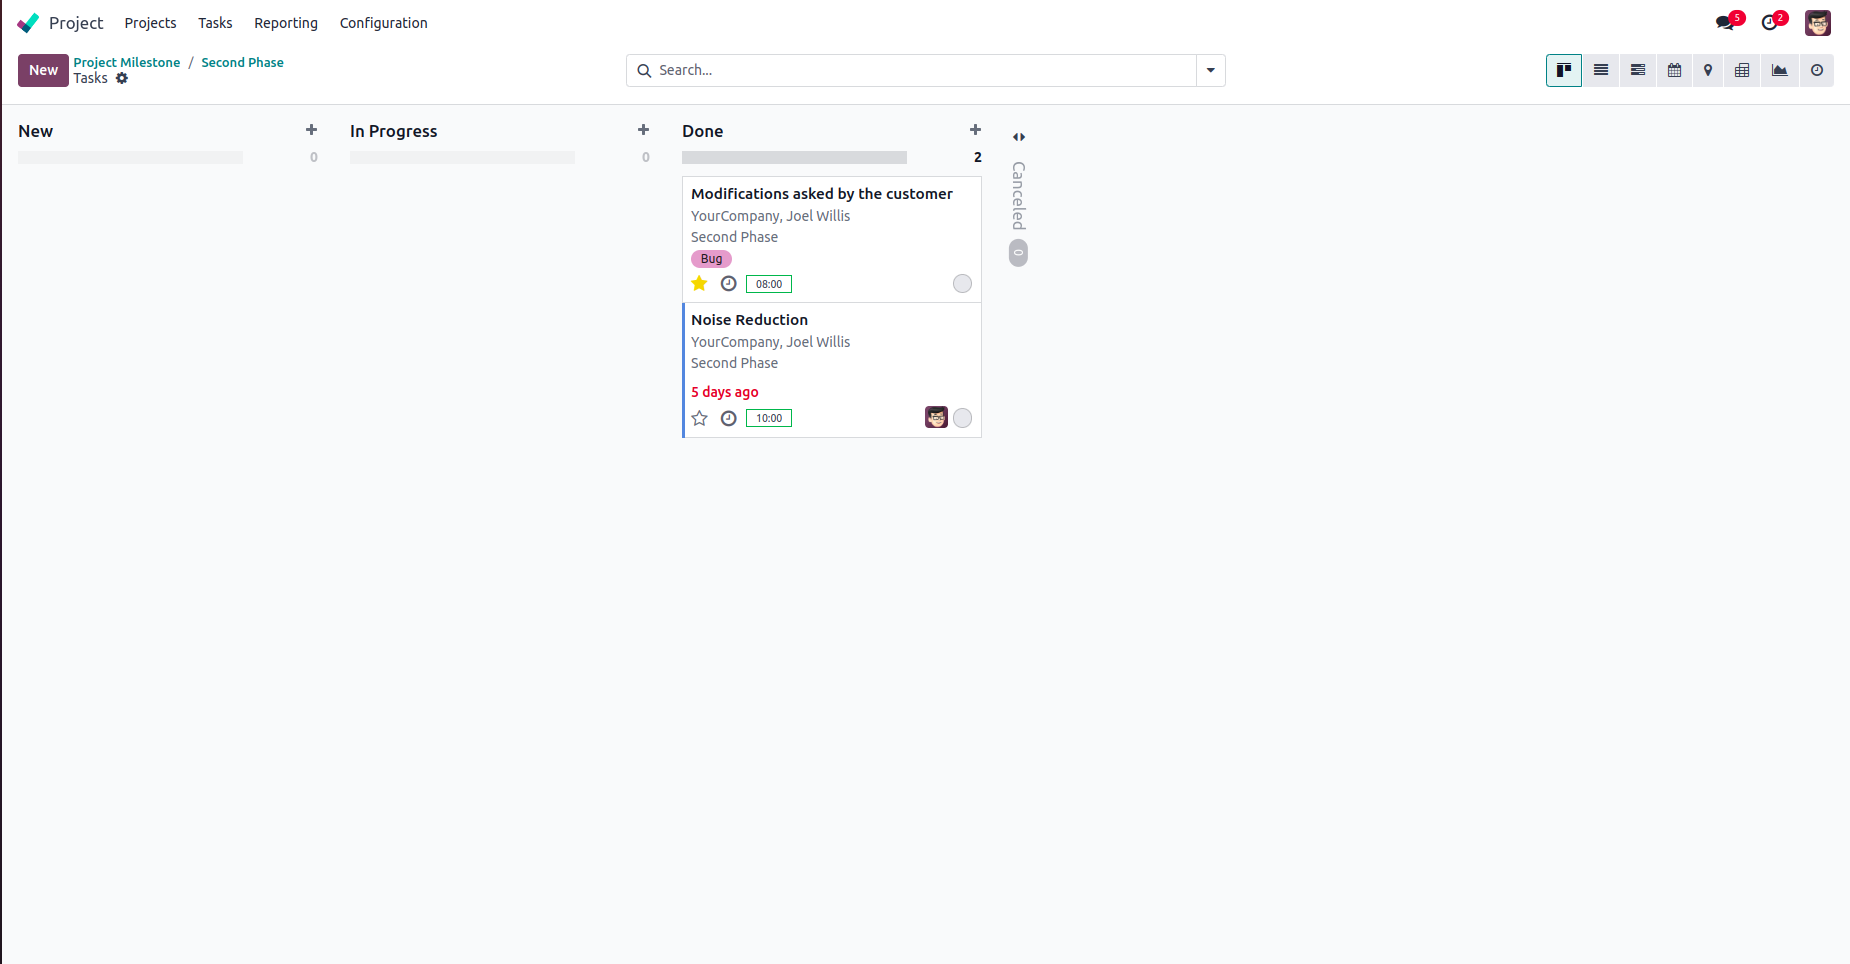 Project Projects Tasks Reporting Configuration 5 2
New Project Milestone / Second Phase
Tasks
Search...
New
0
In Progress
0
Done
2
Modifications asked by the customer
YourCompany, Joel Willis
Second Phase
Bug
08:00
Noise Reduction
YourCompany, Joel Willis
Second Phase
5 days ago
10:00
Canceled
0